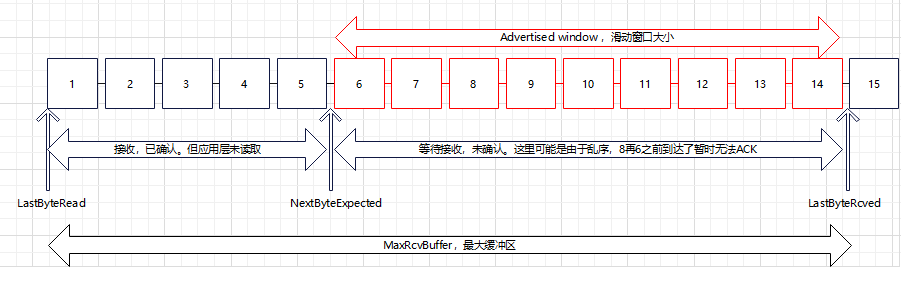 Advertised window ，滑动窗口大小
1 2 3 4 5 6 7 8 9 10 11 12 13 14 15
接收，已确认。但应用层未读取
等待接收，未确认。这里可能是由于乱序，8再6之前到达了暂时无法ACK
LastByteRead
NextByteExpected
LastByteRcved
MaxRcvBuffer，最大缓冲区